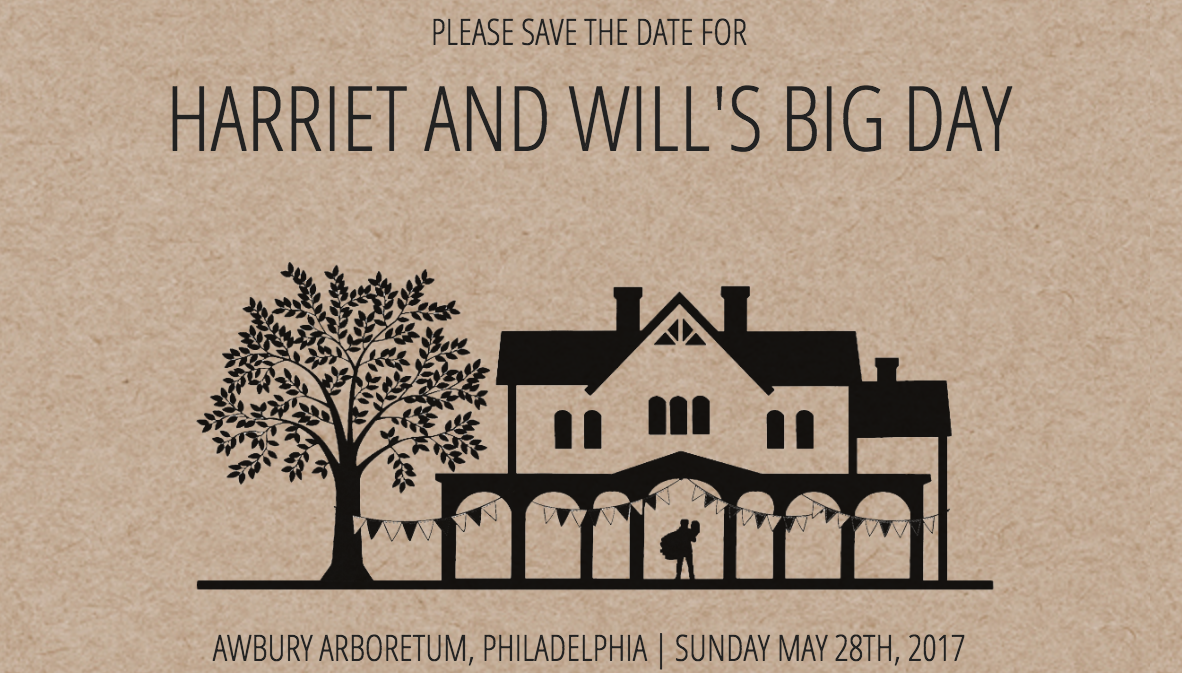 PLEASE SAVE THE DATE FOR
HARRIET AND WILL'S BIG DAY
AWBURY ARBORETUM, PHILADELPHIA | SUNDAY MAY 28TH, 2017